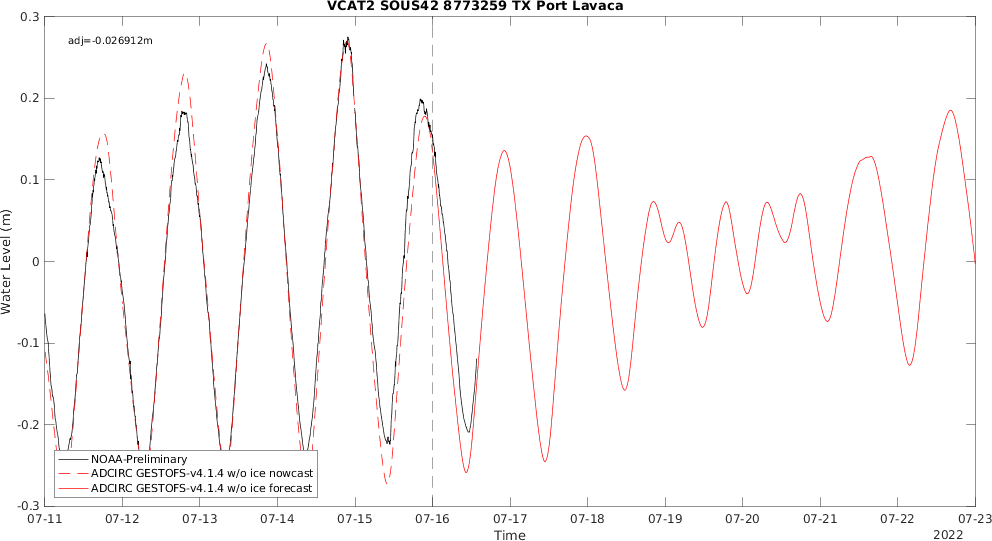 VCAT2 SOUS42 8773259 TX Port Lavaca
adj=-0.026912m
0.3
0.2
0.1
0
-0.1
-0.2
-0.3
Water Level (m)
NOAA-Preliminary
ADCIRC GESTOFS-v4.1.4 w/o ice nowcast
ADCIRC GESTOFS-v4.1.4 w/o ice forecast
07-11 07-12 07-13 07-14 07-15 07-16 07-17 07-18 07-19 07-20 07-21 07-22 07-23
Time
2022